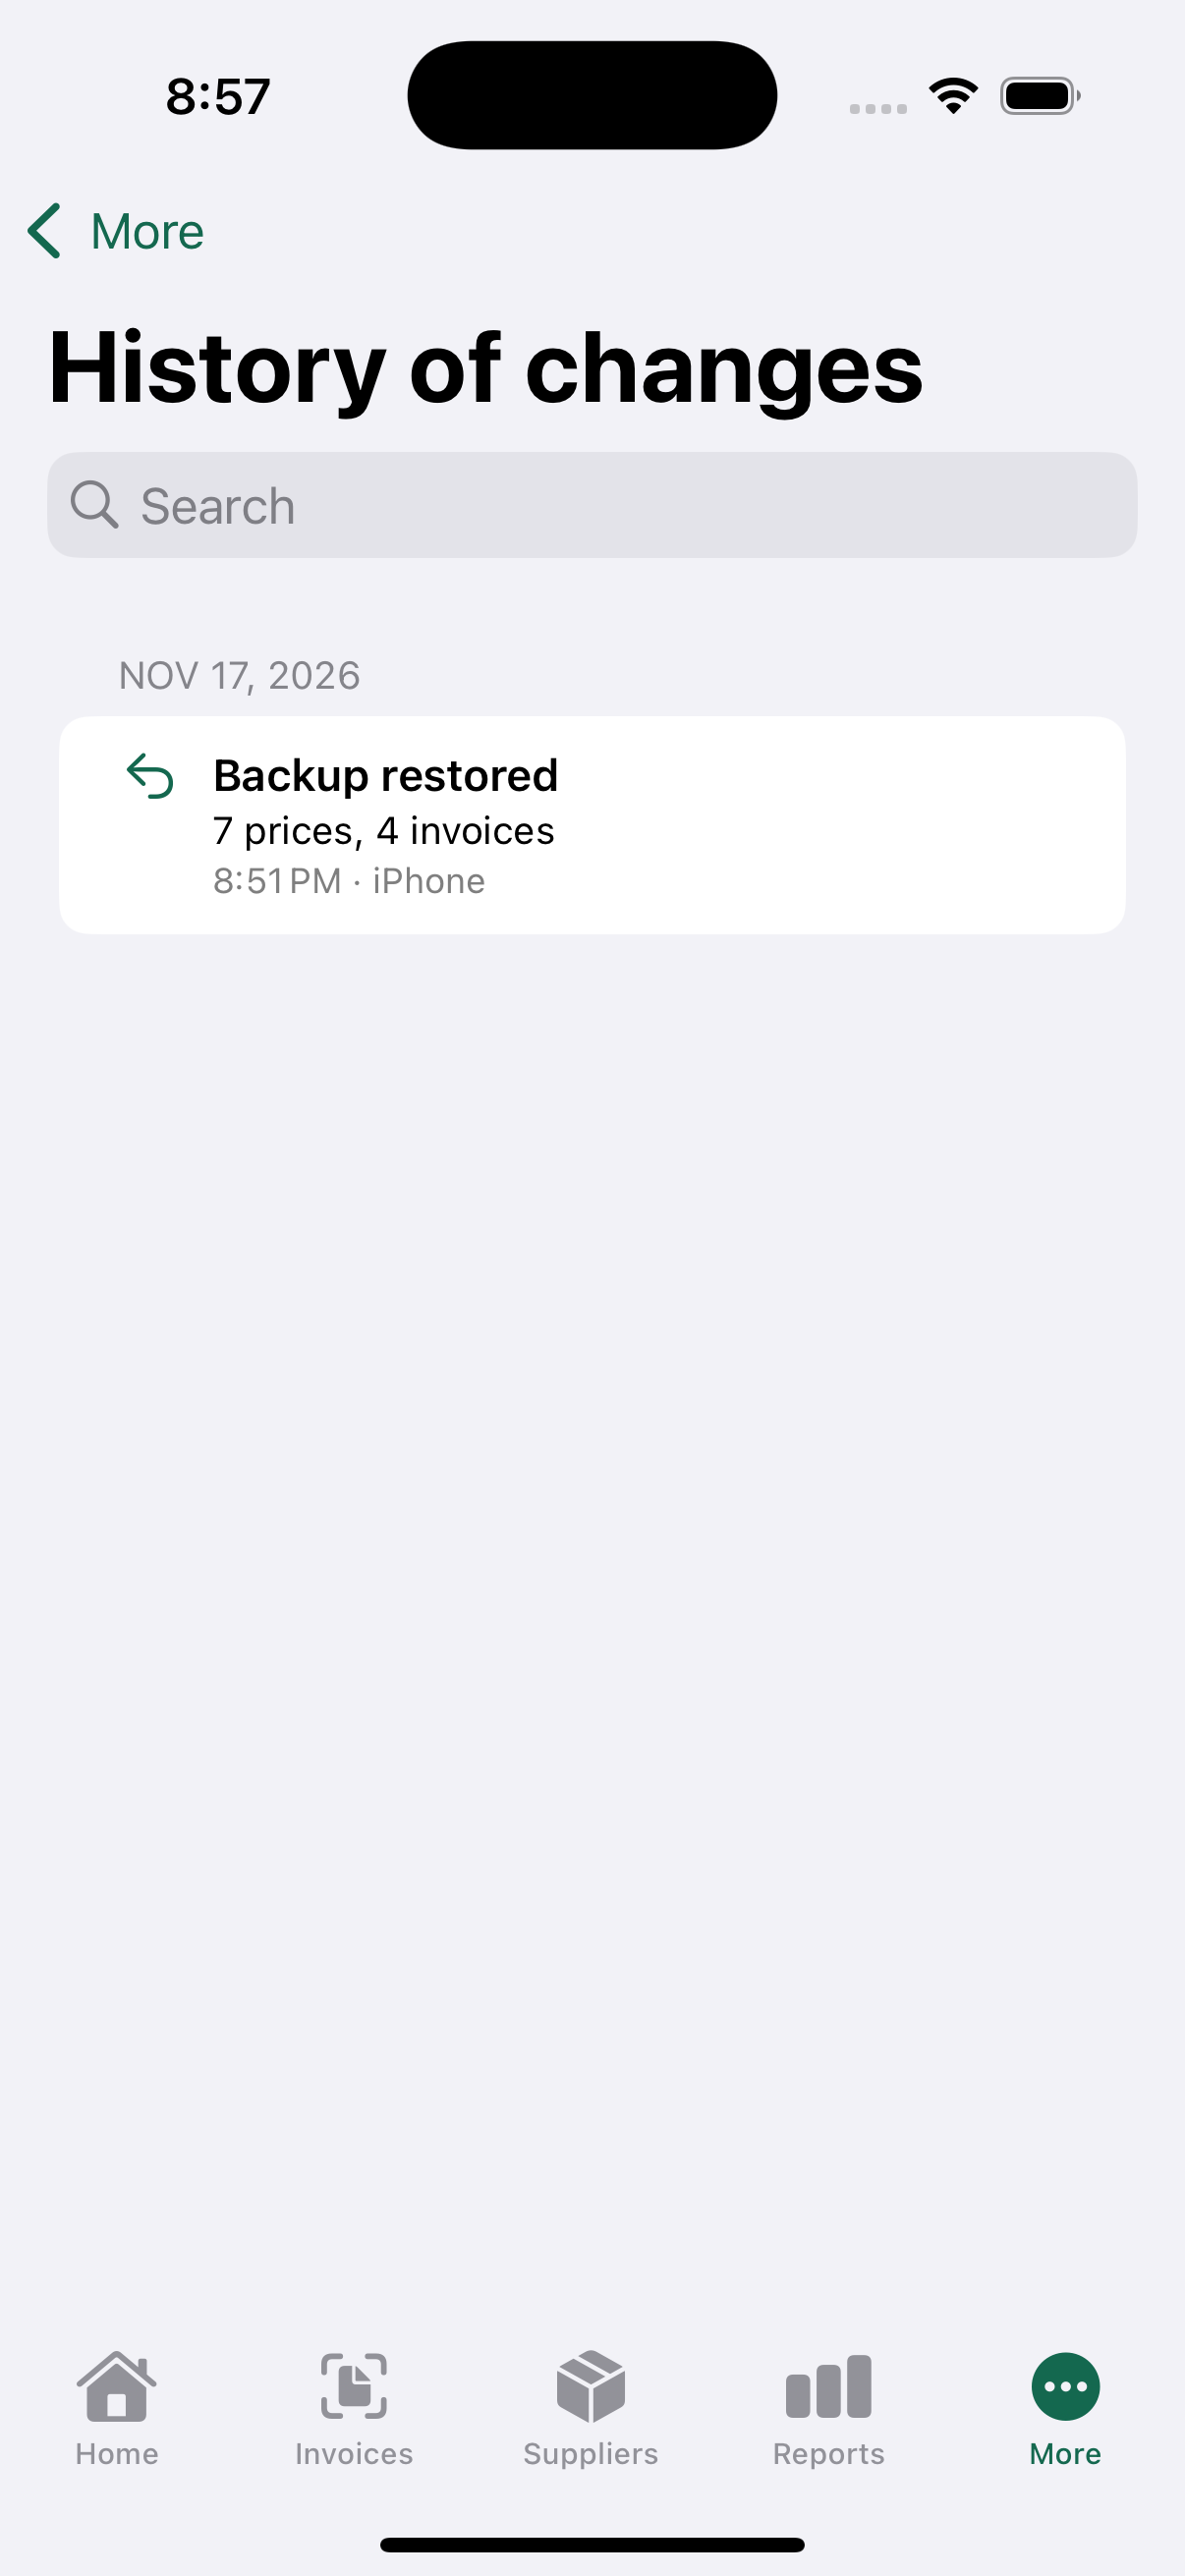 8:57
More
History of changes
Search
NOV 17, 2026
Backup restored
7 prices, 4 invoices
8:51 PM · iPhone
Home
Invoices
Suppliers
Reports
More